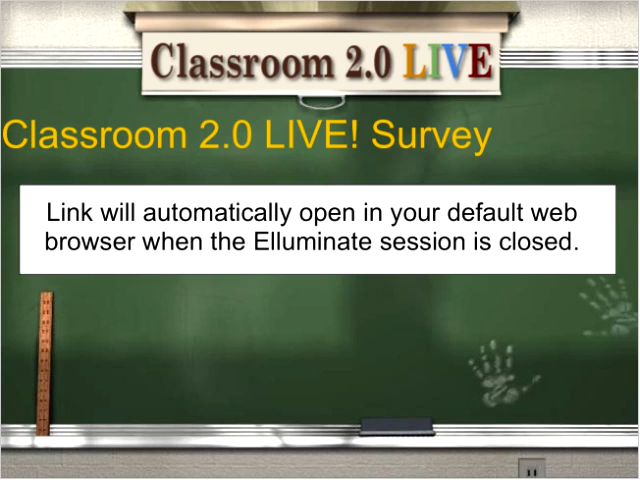 Classroom 2.0 LIVE
Classroom 2.0 LIVE! Survey
Link will automatically open in your default web
browser when the Elluminate session is closed.